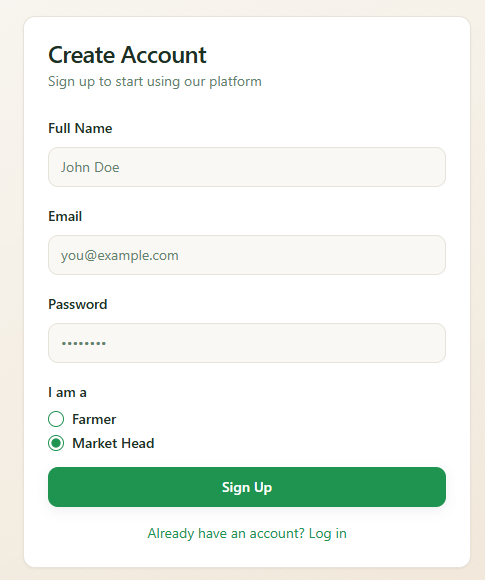 Create Account
Sign up to start using our platform
Full Name
John Doe
Email
you@example.com
Password
••••••••
I am a
Farmer
Market Head
Sign Up
Already have an account? Log in